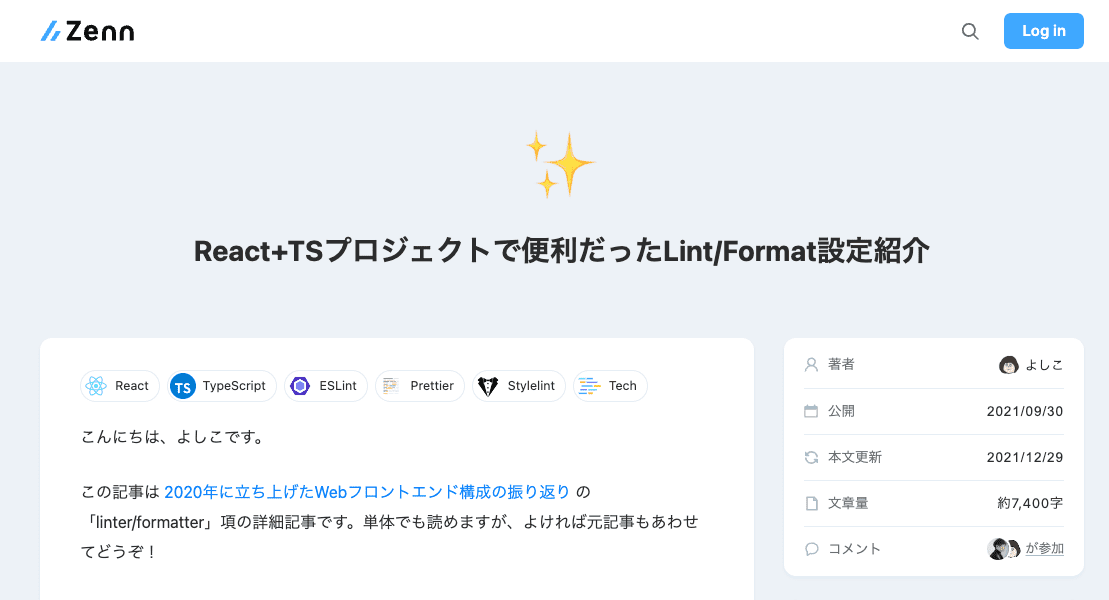 Zenn
Log in
React+TSプロジェクトで便利だったLint/Format設定紹介
React TS TypeScript ESLint Prettier Stylelint Tech
こんにちは、よしこです。
この記事は 2020年に立ち上げたWebフロントエンド構成の振り返り の
「linter/formatter」項の詳細記事です。単体でも読めますが、よければ元記事もあわせ
てどうぞ！
著者 よしこ
公開 2021/09/30
本文更新 2021/12/29
文章量 約7,400字
コメント が参加